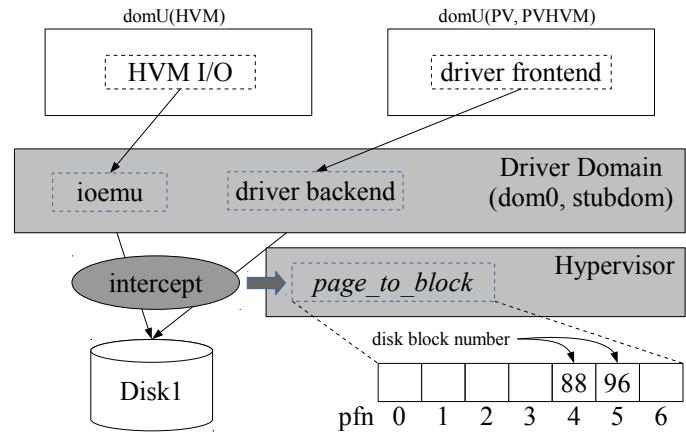 domU(HVM)
domU(PV, PVHVM)
HVM I/O
driver frontend
Driver Domain
(dom0, stubdom)
ioemu
driver backend
Hypervisor
intercept
page_to_block
disk block number
Disk1
88 96
pfn 0 1 2 3 4 5 6